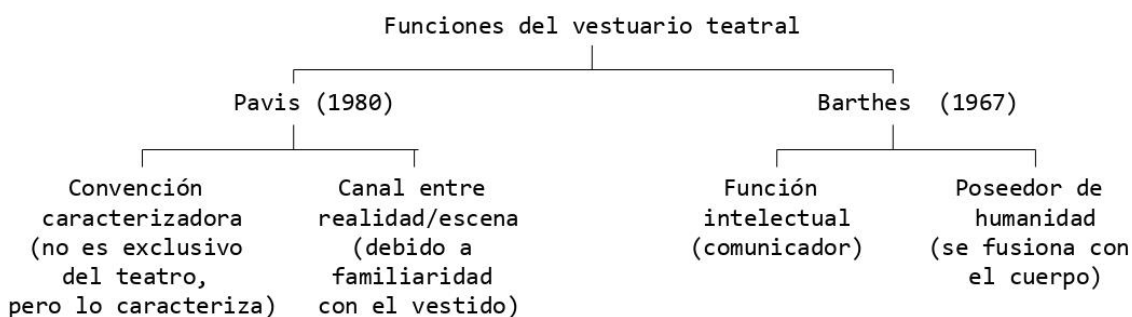 Funciones del vestuario teatral
Pavis (1980)
Barthes (1967)
Convención
caracterizadora
(no es exclusivo
del teatro,
pero lo caracteriza)
Canal entre
realidad/escena
(debido a
familiaridad
con el vestido)
Función
intelectual
(comunicador)
Poseedor de
humanidad
(se fusiona con
el cuerpo)